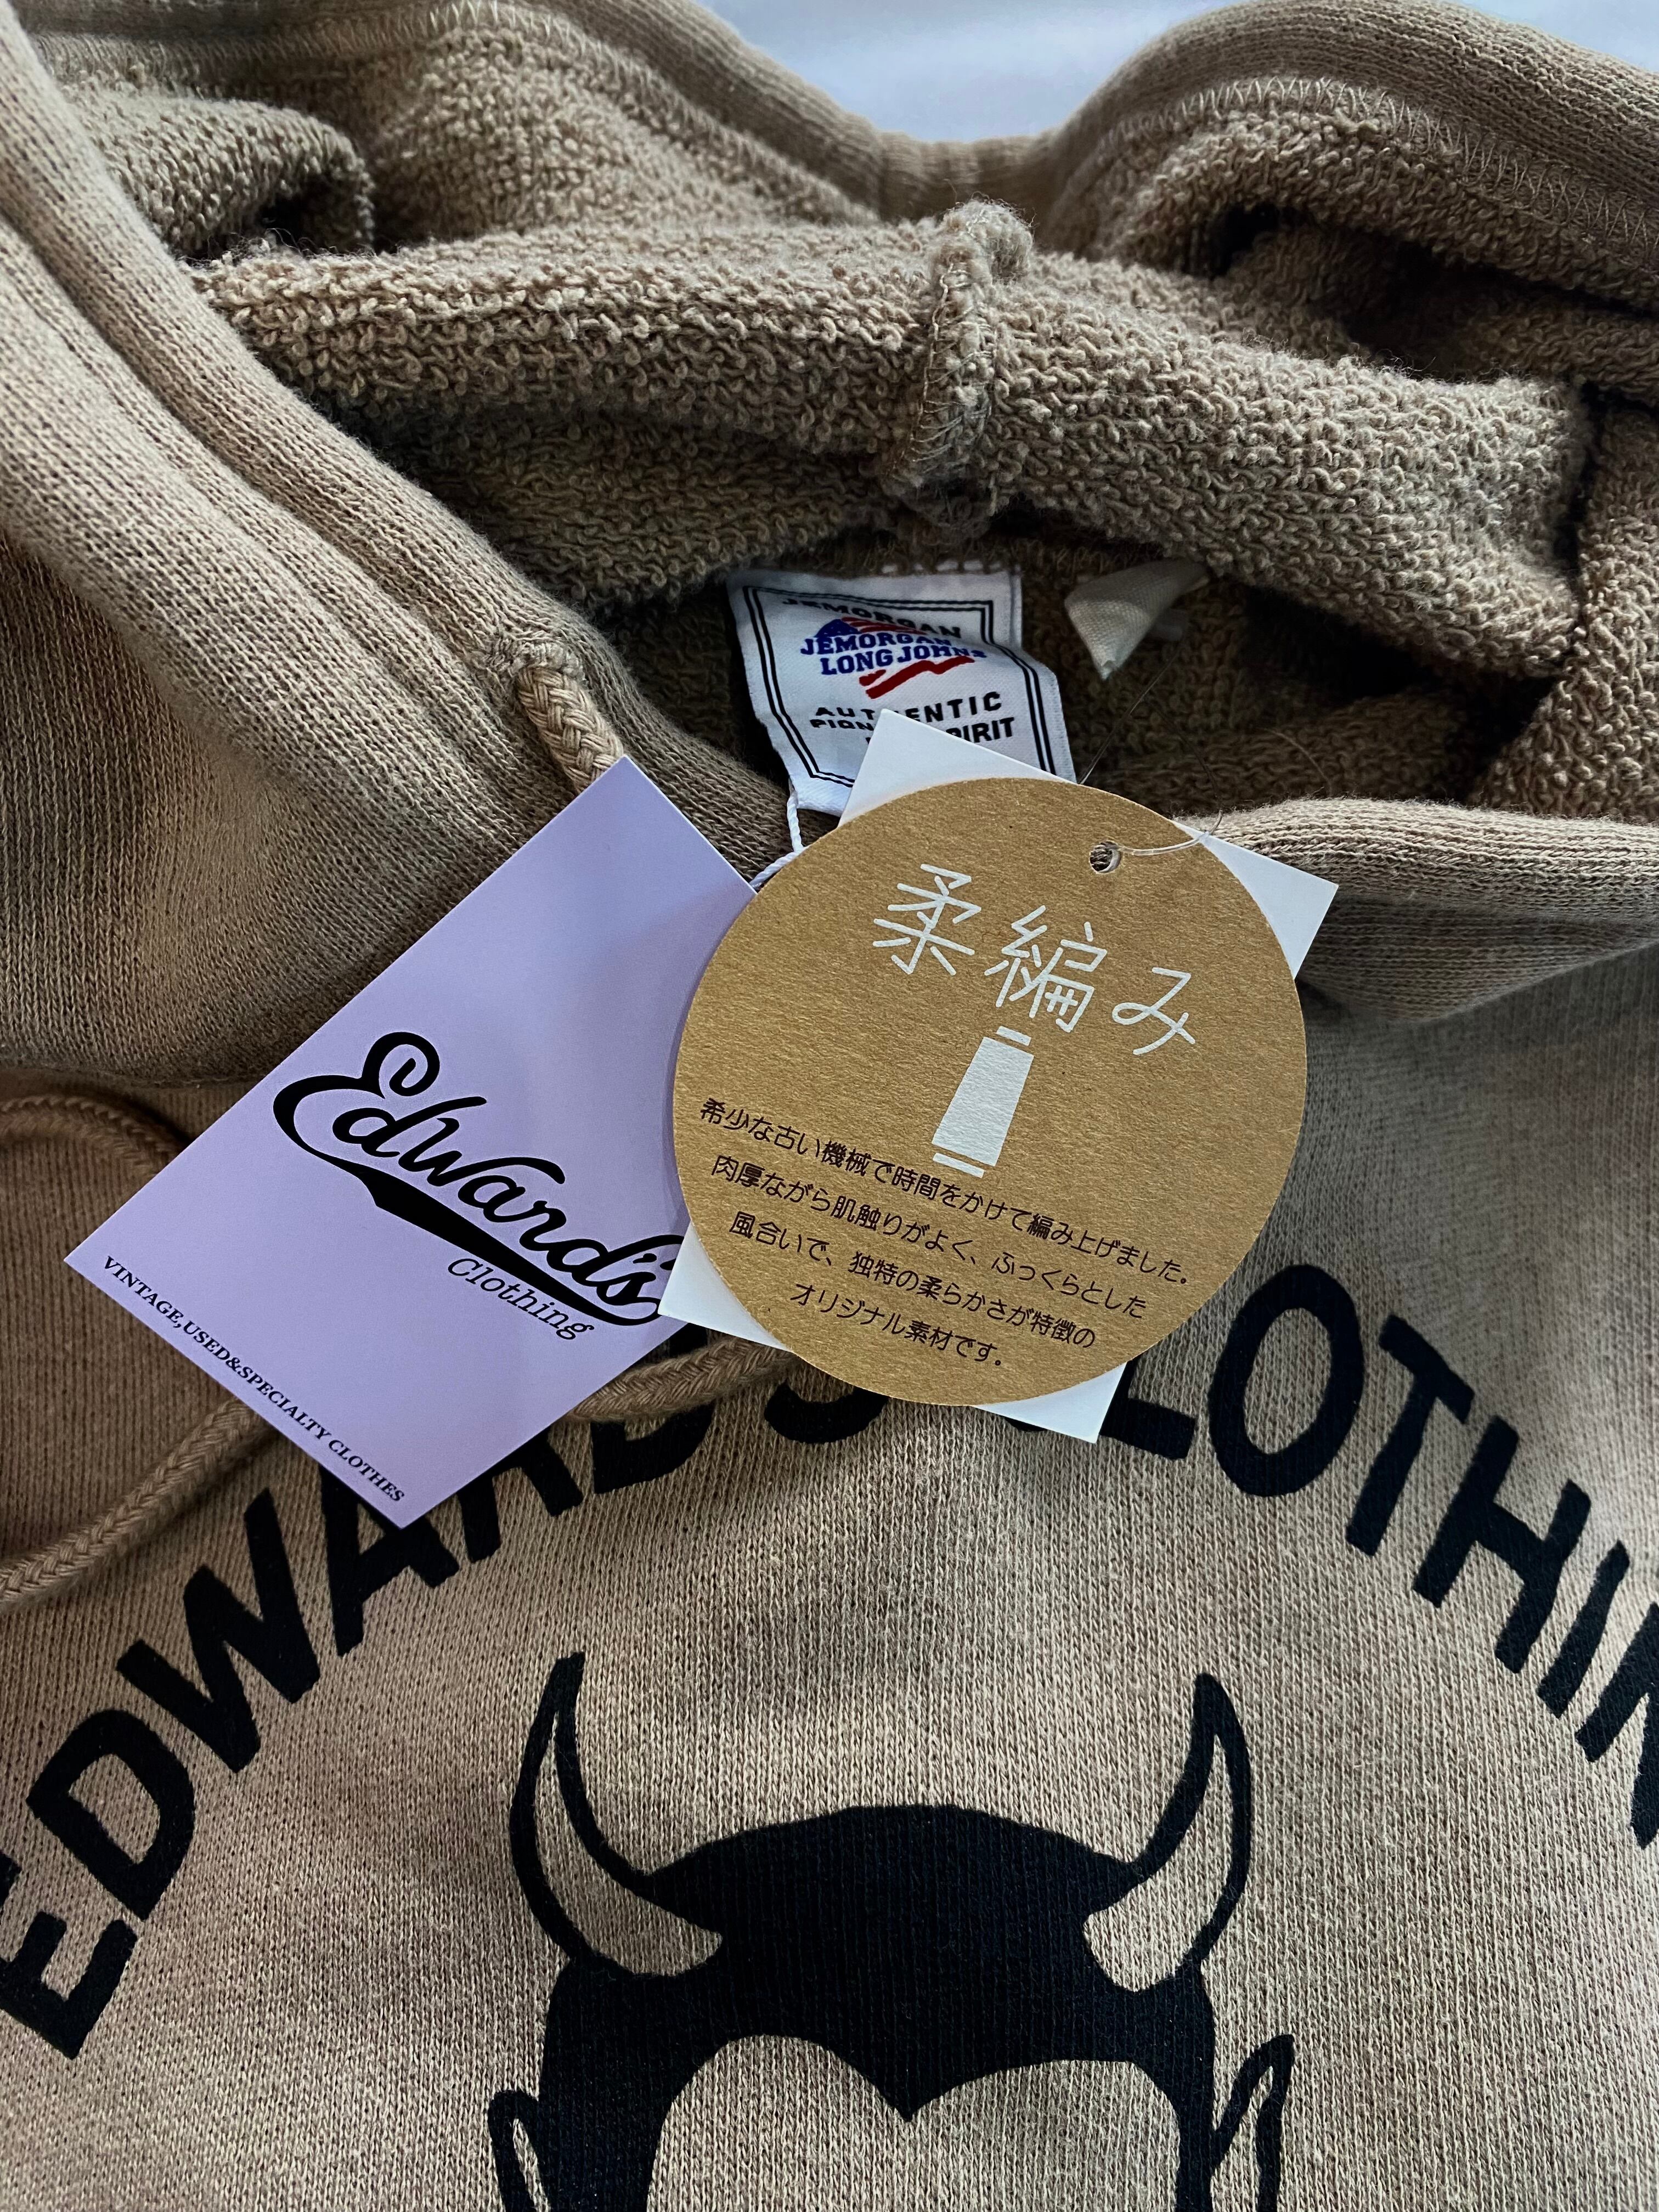 JEMORGAN
JEMORGAN
LONG JOHNS
AUTHENTIC
SPIRIT
Edward's
Clothing
VINTAGE,USED&SPECIALTY CLOTHES
柔編み
希少な古い機械で時間をかけて編み上げました。
肉厚ながら肌触りがよく、ふっくらとした
風合いで、独特の柔らかさが特徴の
オリジナル素材です。
EDWARD'S CLOTHIN